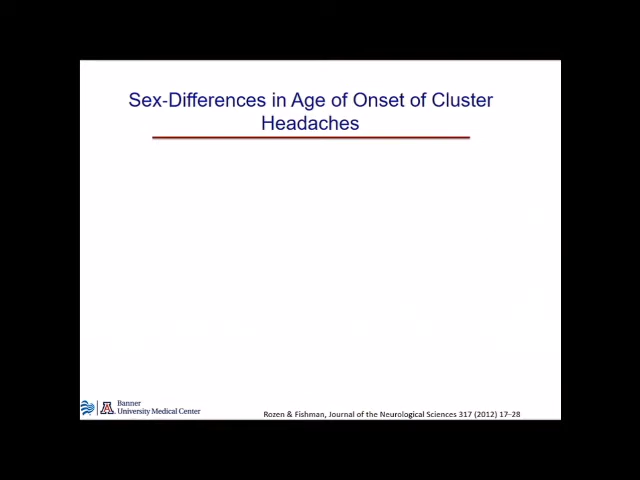 Sex-Differences in Age of Onset of Cluster
Headaches
Banner
University Medical Center
Rozen & Fishman, Journal of the Neurological Sciences 317 (2012) 17–28